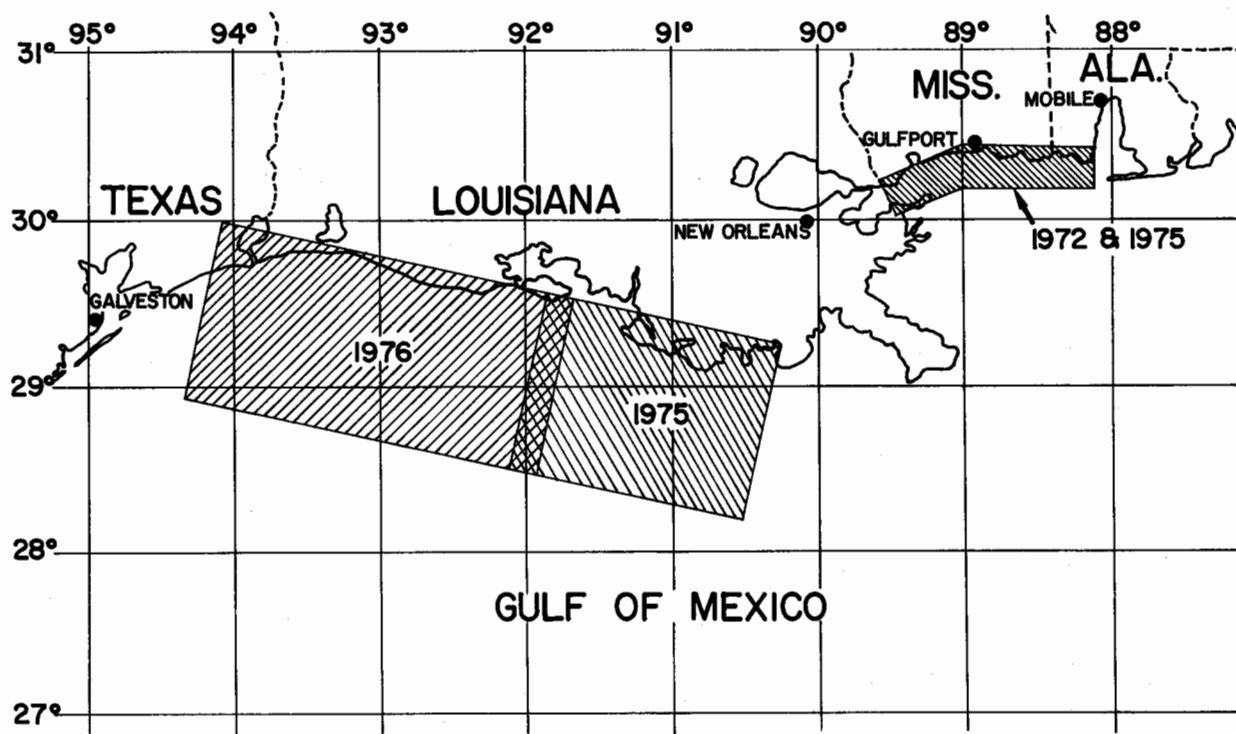 95° 94° 93° 92° 91° 90° 89° 88°
31°
MISS. ALA.
MOBILE
GULFPORT
TEXAS LOUISIANA
30°
NEW ORLEANS
1972 & 1975
GALVESTON
1976
29°
1975
28°
GULF OF MEXICO
27°